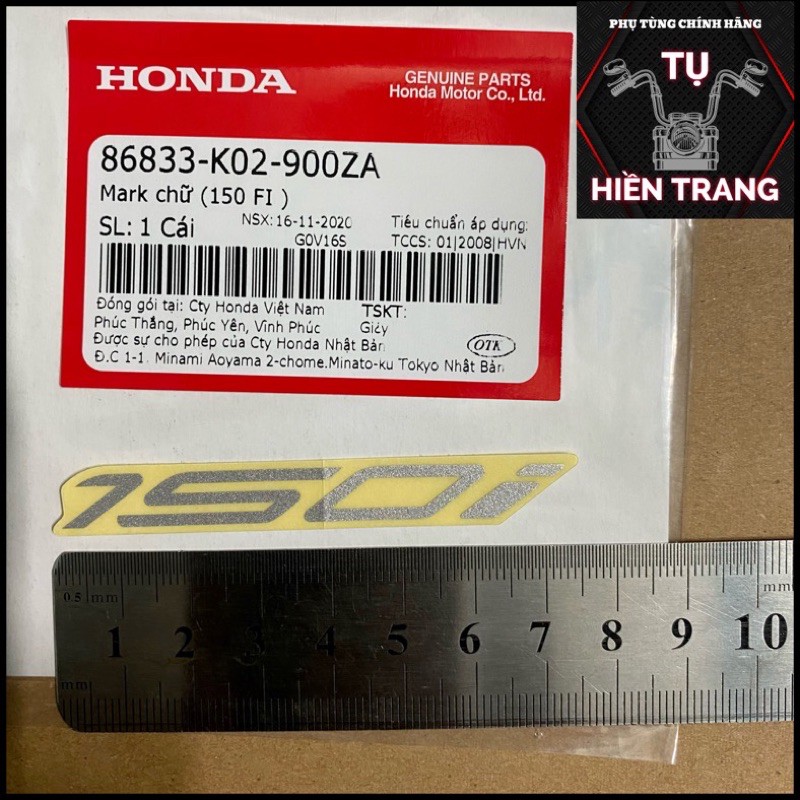 PHỤ TÙNG CHÍNH HÃNG
TỤ
HIỀN TRANG
HONDA
GENUINE PARTS
Honda Motor Co., Ltd.
86833-K02-900ZA
Mark chữ (150 FI )
SL: 1 Cái
NSX: 16-11-2020
G0V16S
Tiêu chuẩn áp dụng:
TCCS: 01|2008|HVN
Đóng gói tại: Cty Honda Việt Nam
Phúc Thắng, Phúc Yên, Vĩnh Phúc
Được sự cho phép của Cty Honda Nhật Bản
Đ.C 1-1, Minami Aoyama 2-chome.Minato-ku Tokyo Nhật Bản
TSKT:
Giấy
OTK
150i
0.5 mm
mm
1 2 3 4 5 6 7 8 9 10
mm